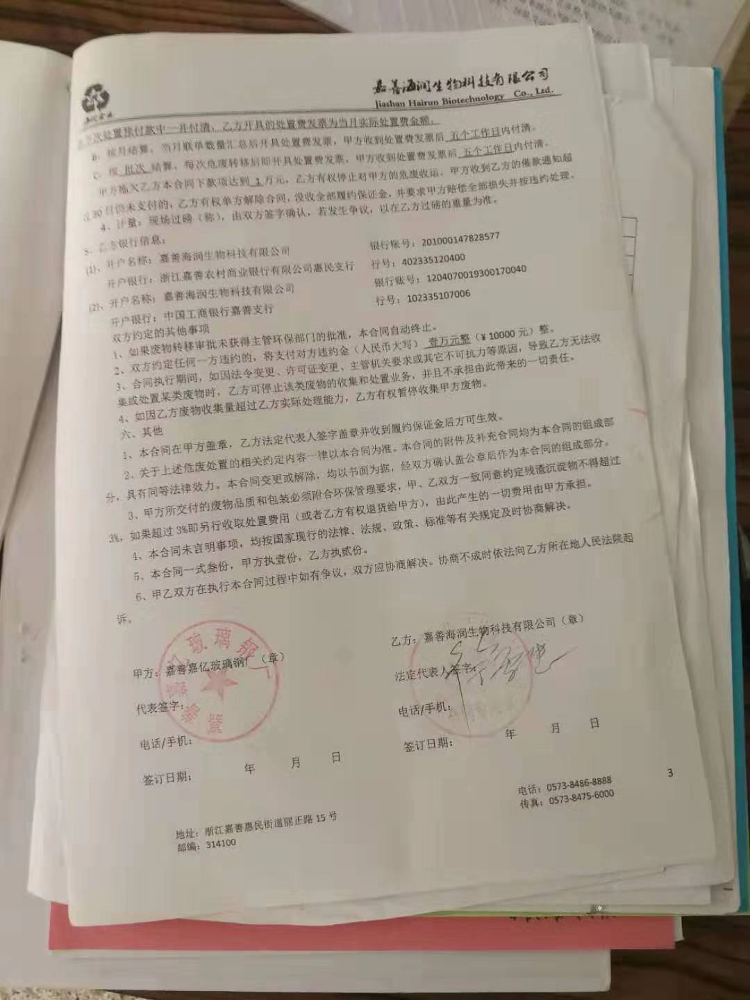 嘉善海润生物科技有限公司
Jiashan Hairun Biotechnology Co., Ltd.
次处置预付款中一并付清，乙方开具的处置费发票为当月实际处置费金额。
B、按月结算，当月联单数量汇总后开具处置费发票，甲方收到处置费发票后 五个工作日内付清。
C、按 批次 结算，每次危废转移后即开具处置费发票，甲方收到处置费发票后 五个工作日内付清。
甲方拖欠乙方本合同下款项达到 1 万元，乙方有权停止对甲方的危废收运，甲方收到乙方的催款通知超
过 30 日仍未支付的，乙方有权单方解除合同，没收全部履约保证金，并要求甲方赔偿全部损失并按违约处理。
4、计量：现场过磅（称），由双方签字确认，若发生争议，以在乙方过磅的重量为准。
5、乙方银行信息：
(1)、开户名称：嘉善海润生物科技有限公司 银行账号：201000147828577
开户银行：浙江嘉善农村商业银行有限公司惠民支行 行号：402335120400
(2)、开户名称：嘉善海润生物科技有限公司 银行账号：1204070019300170040
开户银行：中国工商银行嘉善支行 行号：102335107006
双方约定的其他事项
1、如果废物转移审批未获得主管环保部门的批准，本合同自动终止。
2、双方约定任何一方违约的，将支付对方违约金（人民币大写） 壹万元整（¥ 10000 元）整。
3、合同执行期间，如因法令变更、许可证变更、主管机关要求或其它不可抗力等原因，导致乙方无法收
集或处置某类废物时，乙方可停止该类废物的收集和处置业务，并且不承担由此带来的一切责任。
4、如因乙方废物收集量超过乙方实际处理能力，乙方有权暂停收集甲方废物。
六、其他
1、本合同在甲方盖章，乙方法定代表人签字盖章并收到履约保证金后方可生效。
2、关于上述危废处置的相关约定内容一律以本合同为准。本合同的附件及补充合同均为本合同的组成部
分，具有同等法律效力。本合同变更或解除，均以书面为据，经双方确认盖公章后作为本合同的组成部分。
3、甲方所交付的废物品质和包装必须附合环保管理要求，甲、乙双方一致同意约定残渣沉淀物不得超过
3%，如果超过 3%即另行收取处置费用（或者乙方有权退货给甲方），由此产生的一切费用由甲方承担。
4、本合同未言明事项，均按国家现行的法律、法规、政策、标准等有关规定及时协商解决。
5、本合同一式叁份，甲方执壹份，乙方执贰份。
6、甲乙双方在执行本合同过程中如有争议，双方应协商解决。协商不成时依法向乙方所在地人民法院起
诉。
甲方：嘉善嘉亿玻璃钢厂（章） 乙方：嘉善海润生物科技有限公司（章）
代表签字： 法定代表人签字：
电话/手机： 电话/手机：
签订日期： 年 月 日 签订日期： 年 月 日
3
地址：浙江嘉善惠民街道丽正路 15 号 电话：0573-8486-8888
邮编：314100 传真：0573-8475-6000